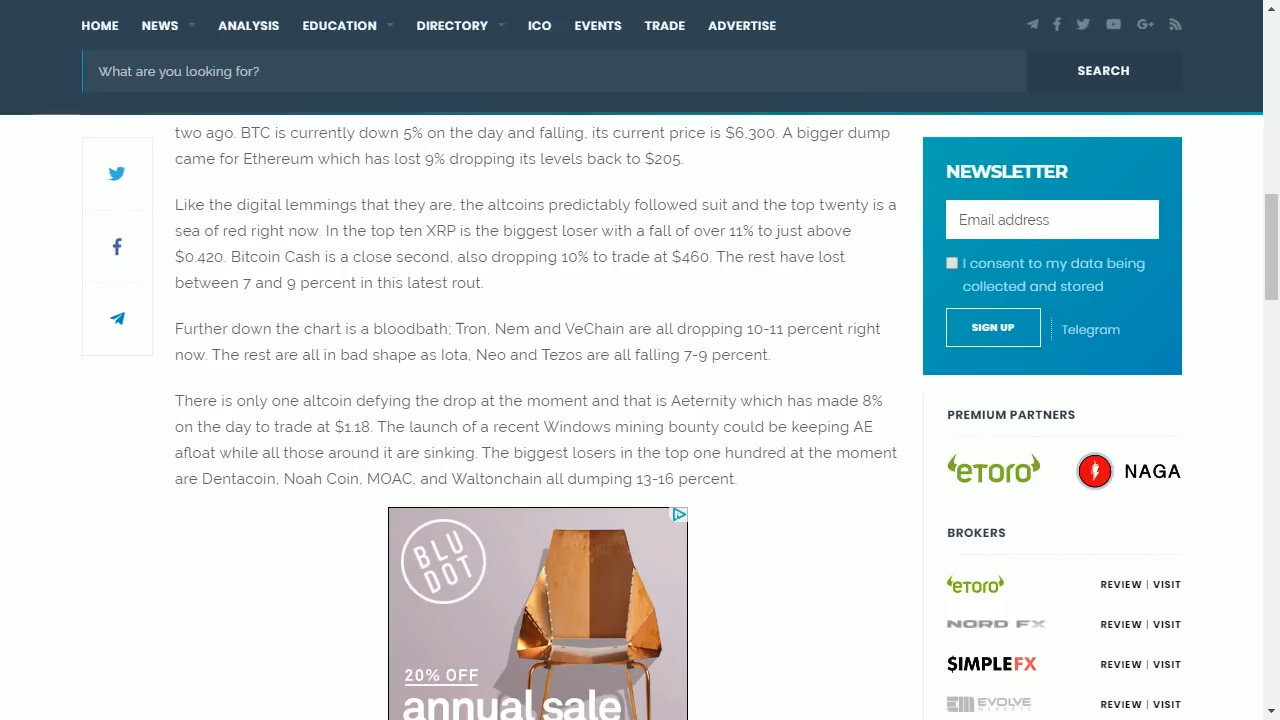 HOME NEWS ANALYSIS EDUCATION DIRECTORY ICO EVENTS TRADE ADVERTISE
What are you looking for? SEARCH
two ago. BTC is currently down 5% on the day and falling, its current price is $6,300. A bigger dump
came for Ethereum which has lost 9% dropping its levels back to $205.
Like the digital lemmings that they are, the altcoins predictably followed suit and the top twenty is a
sea of red right now. In the top ten XRP is the biggest loser with a fall of over 11% to just above
$0.420. Bitcoin Cash is a close second, also dropping 10% to trade at $460. The rest have lost
between 7 and 9 percent in this latest rout.
Further down the chart is a bloodbath; Tron, Nem and VeChain are all dropping 10-11 percent right
now. The rest are all in bad shape as Iota, Neo and Tezos are all falling 7-9 percent.
There is only one altcoin defying the drop at the moment and that is Aeternity which has made 8%
on the day to trade at $1.18. The launch of a recent Windows mining bounty could be keeping AE
afloat while all those around it are sinking. The biggest losers in the top one hundred at the moment
are Dentacoin, Noah Coin, MOAC, and Waltonchain all dumping 13-16 percent.
BLU
DOT
20% OFF
annual sale
NEWSLETTER
Email address
I consent to my data being
collected and stored
SIGN UP Telegram
PREMIUM PARTNERS
etoro NAGA
BROKERS
etoro REVIEW | VISIT
NORD FX REVIEW | VISIT
$IMPLEFX REVIEW | VISIT
EVOLVE MARKETS REVIEW | VISIT